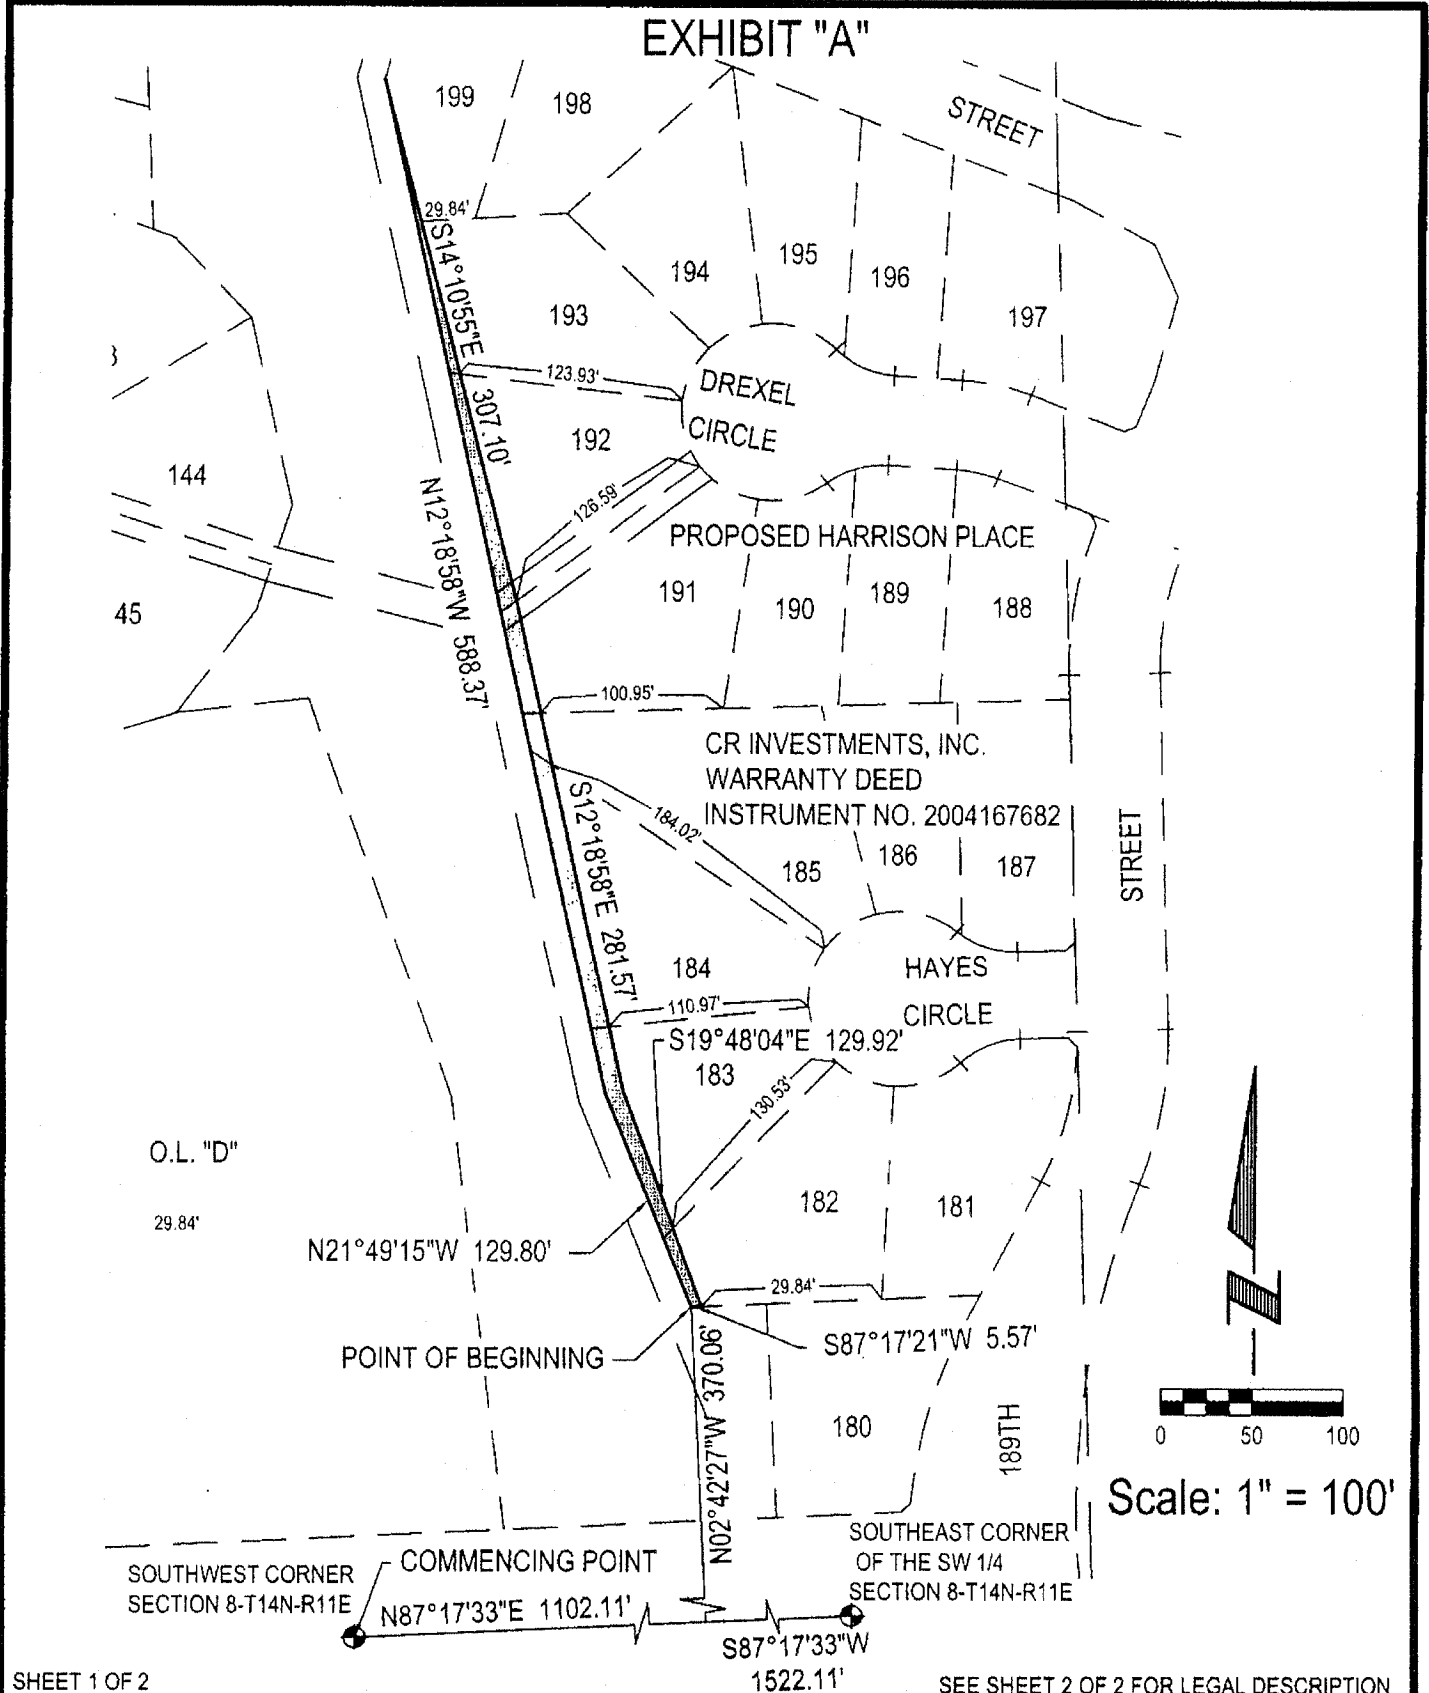 EXHIBIT "A"
199
198
STREET
29.84'
S14°10'55"E 307.10'
194
195
196
193
197
123.93'
DREXEL
CIRCLE
192
144
N12°18'58"W 588.37'
126.59'
PROPOSED HARRISON PLACE
191
190
189
188
45
100.95'
CR INVESTMENTS, INC.
WARRANTY DEED
INSTRUMENT NO. 2004167682
S12°18'58"E 281.57'
184.02'
185
186
187
STREET
184
HAYES
CIRCLE
110.97'
S19°48'04"E 129.92'
183
130.53'
O.L. "D"
29.84'
182
181
N21°49'15"W 129.80'
29.84'
S87°17'21"W 5.57'
POINT OF BEGINNING
N02°42'27"W 370.06'
180
189TH
0 50 100
Scale: 1" = 100'
SOUTHWEST CORNER
SECTION 8-T14N-R11E
COMMENCING POINT
SOUTHEAST CORNER
OF THE SW 1/4
SECTION 8-T14N-R11E
N87°17'33"E 1102.11'
S87°17'33"W
1522.11'
SHEET 1 OF 2
SEE SHEET 2 OF 2 FOR LEGAL DESCRIPTION